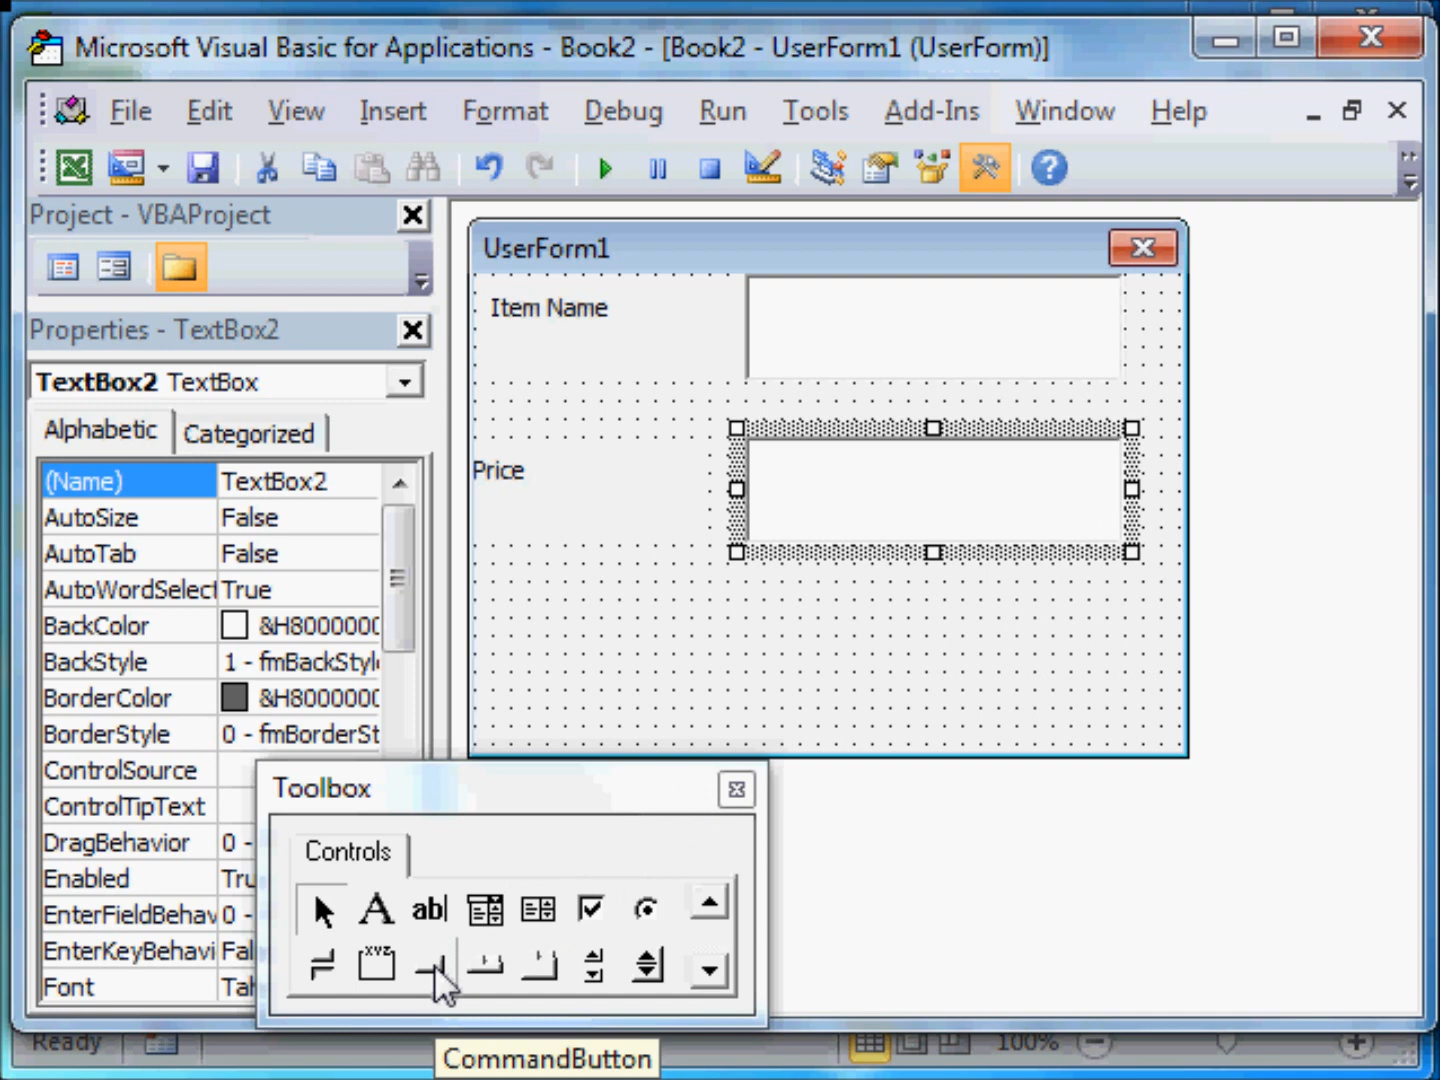 Microsoft Visual Basic for Applications - Book2 - [Book2 - UserForm1 (UserForm)]
File Edit View Insert Format Debug Run Tools Add-Ins Window Help
Project - VBAProject
Properties - TextBox2
TextBox2 TextBox
Alphabetic Categorized
(Name) TextBox2
AutoSize False
AutoTab False
AutoWordSelect True
BackColor &H8000000
BackStyle 1 - fmBackStyl
BorderColor &H8000000
BorderStyle 0 - fmBorderSt
ControlSource
ControlTipText
DragBehavior 0 -
Enabled Tru
EnterFieldBehav 0 -
EnterKeyBehavi Fal
Font Tah
UserForm1
Item Name
Price
Toolbox
Controls
A ab|
XYZ
CommandButton
Ready 100%